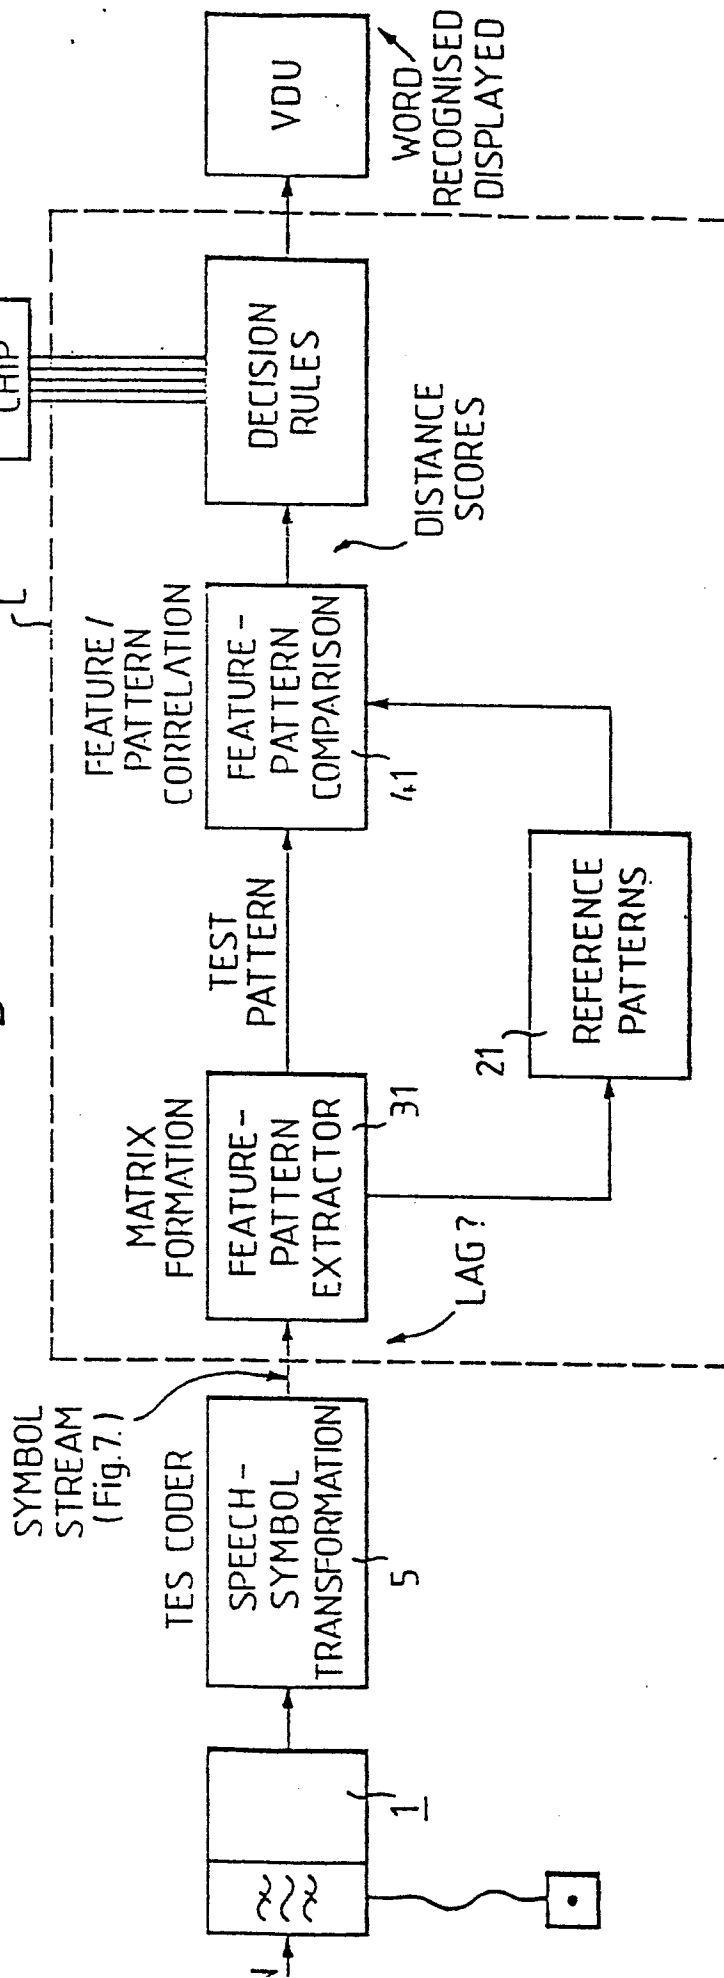 SYMBOL
STREAM
(Fig.7.)
TES CODER
SPEECH-
SYMBOL
TRANSFORMATION
5
1
MATRIX
FORMATION
FEATURE-
PATTERN
EXTRACTOR
31
LAG?
TEST
PATTERN
21
REFERENCE
PATTERNS
FEATURE/
PATTERN
CORRELATION
FEATURE-
PATTERN
COMPARISON
41
DISTANCE
SCORES
L
CHIP
DECISION
RULES
VDU
WORD
RECOGNISED
DISPLAYED